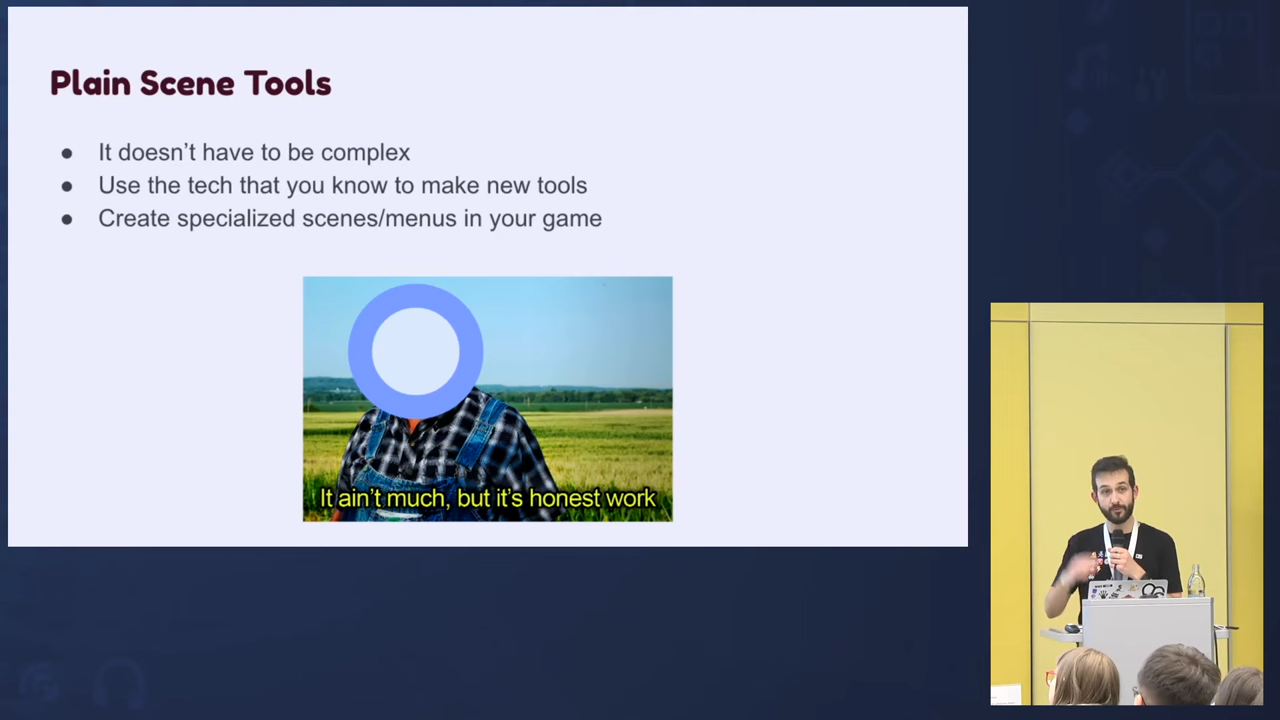 Plain Scene Tools
● It doesn't have to be complex
● Use the tech that you know to make new tools
● Create specialized scenes/menus in your game
It ain't much, but it's honest work